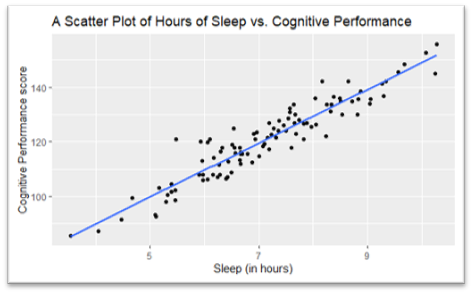 A Scatter Plot of Hours of Sleep vs. Cognitive Performance
Cognitive Performance score
140
120
100
5 7 9
Sleep (in hours)